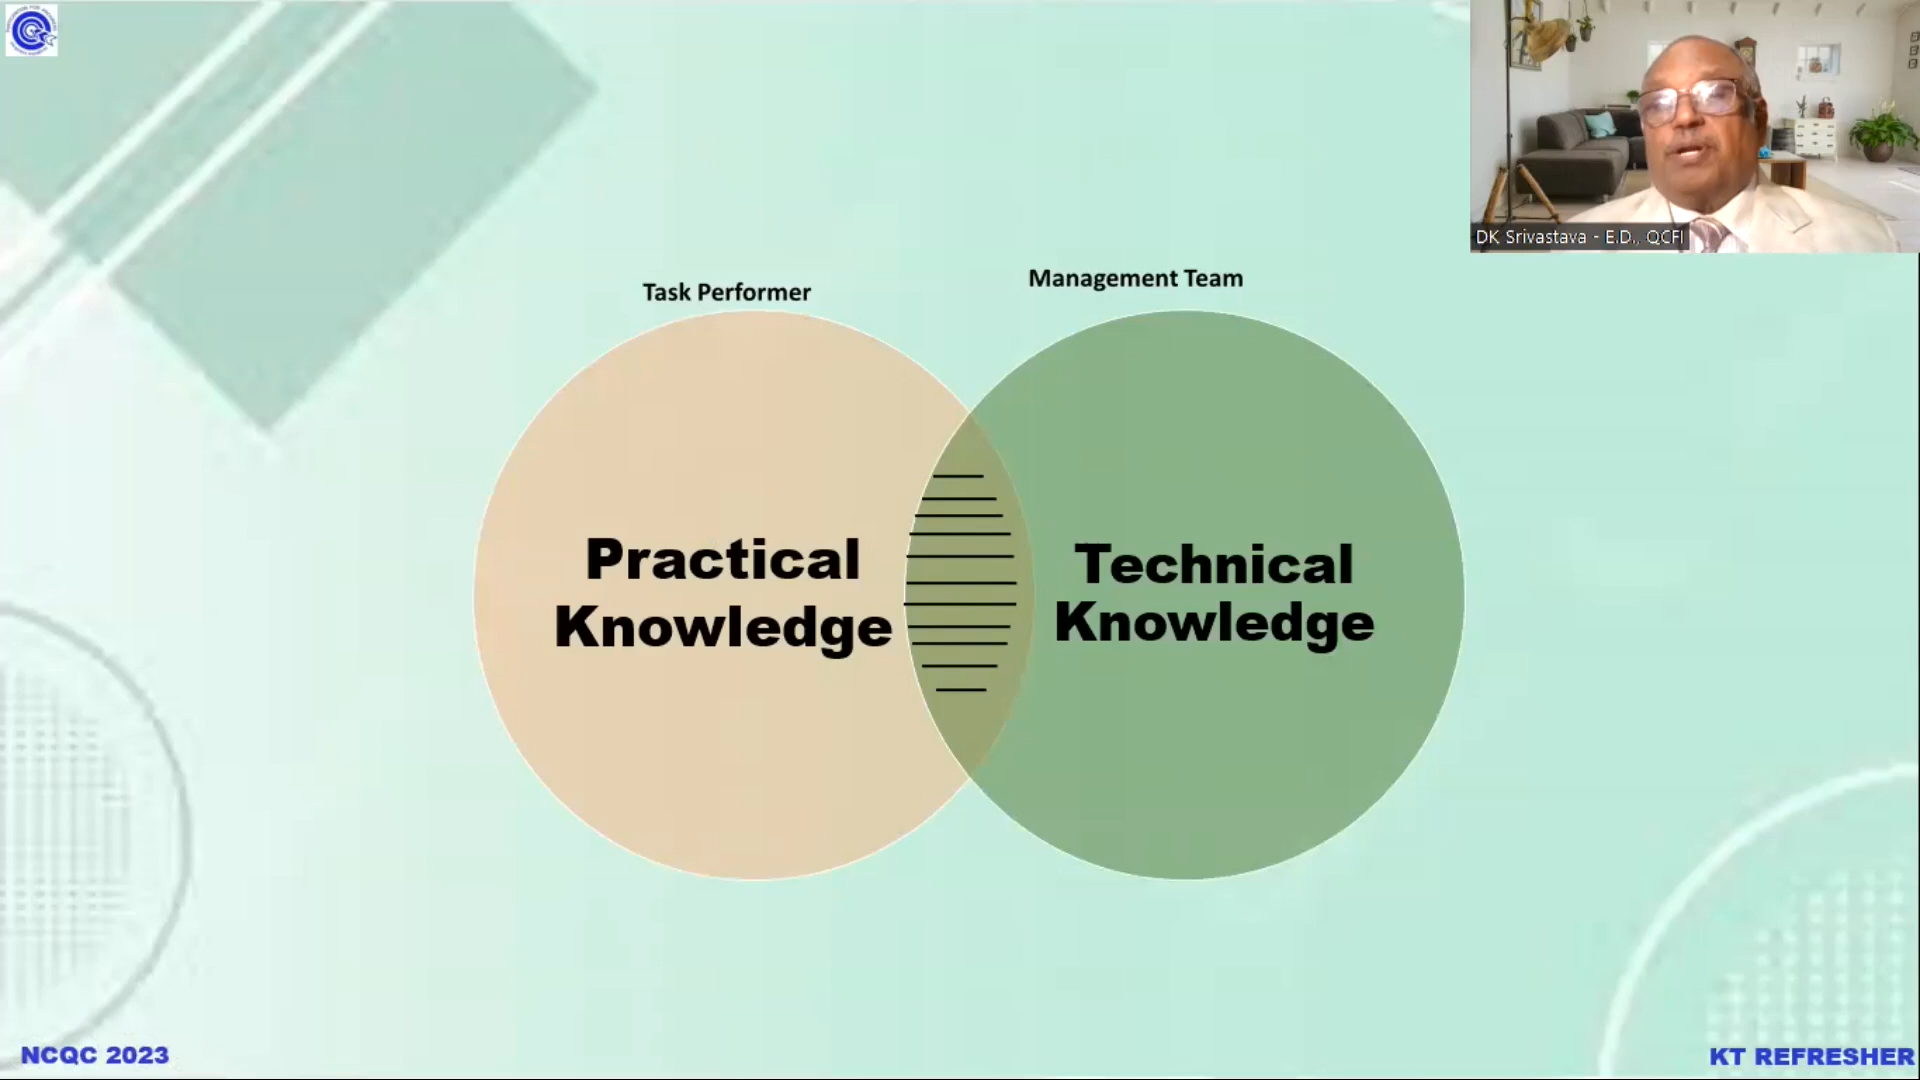 DK Srivastava - E.D., QCFI
Management Team
Task Performer
Practical
Knowledge
Technical
Knowledge
NCQC 2023
KT REFRESHER